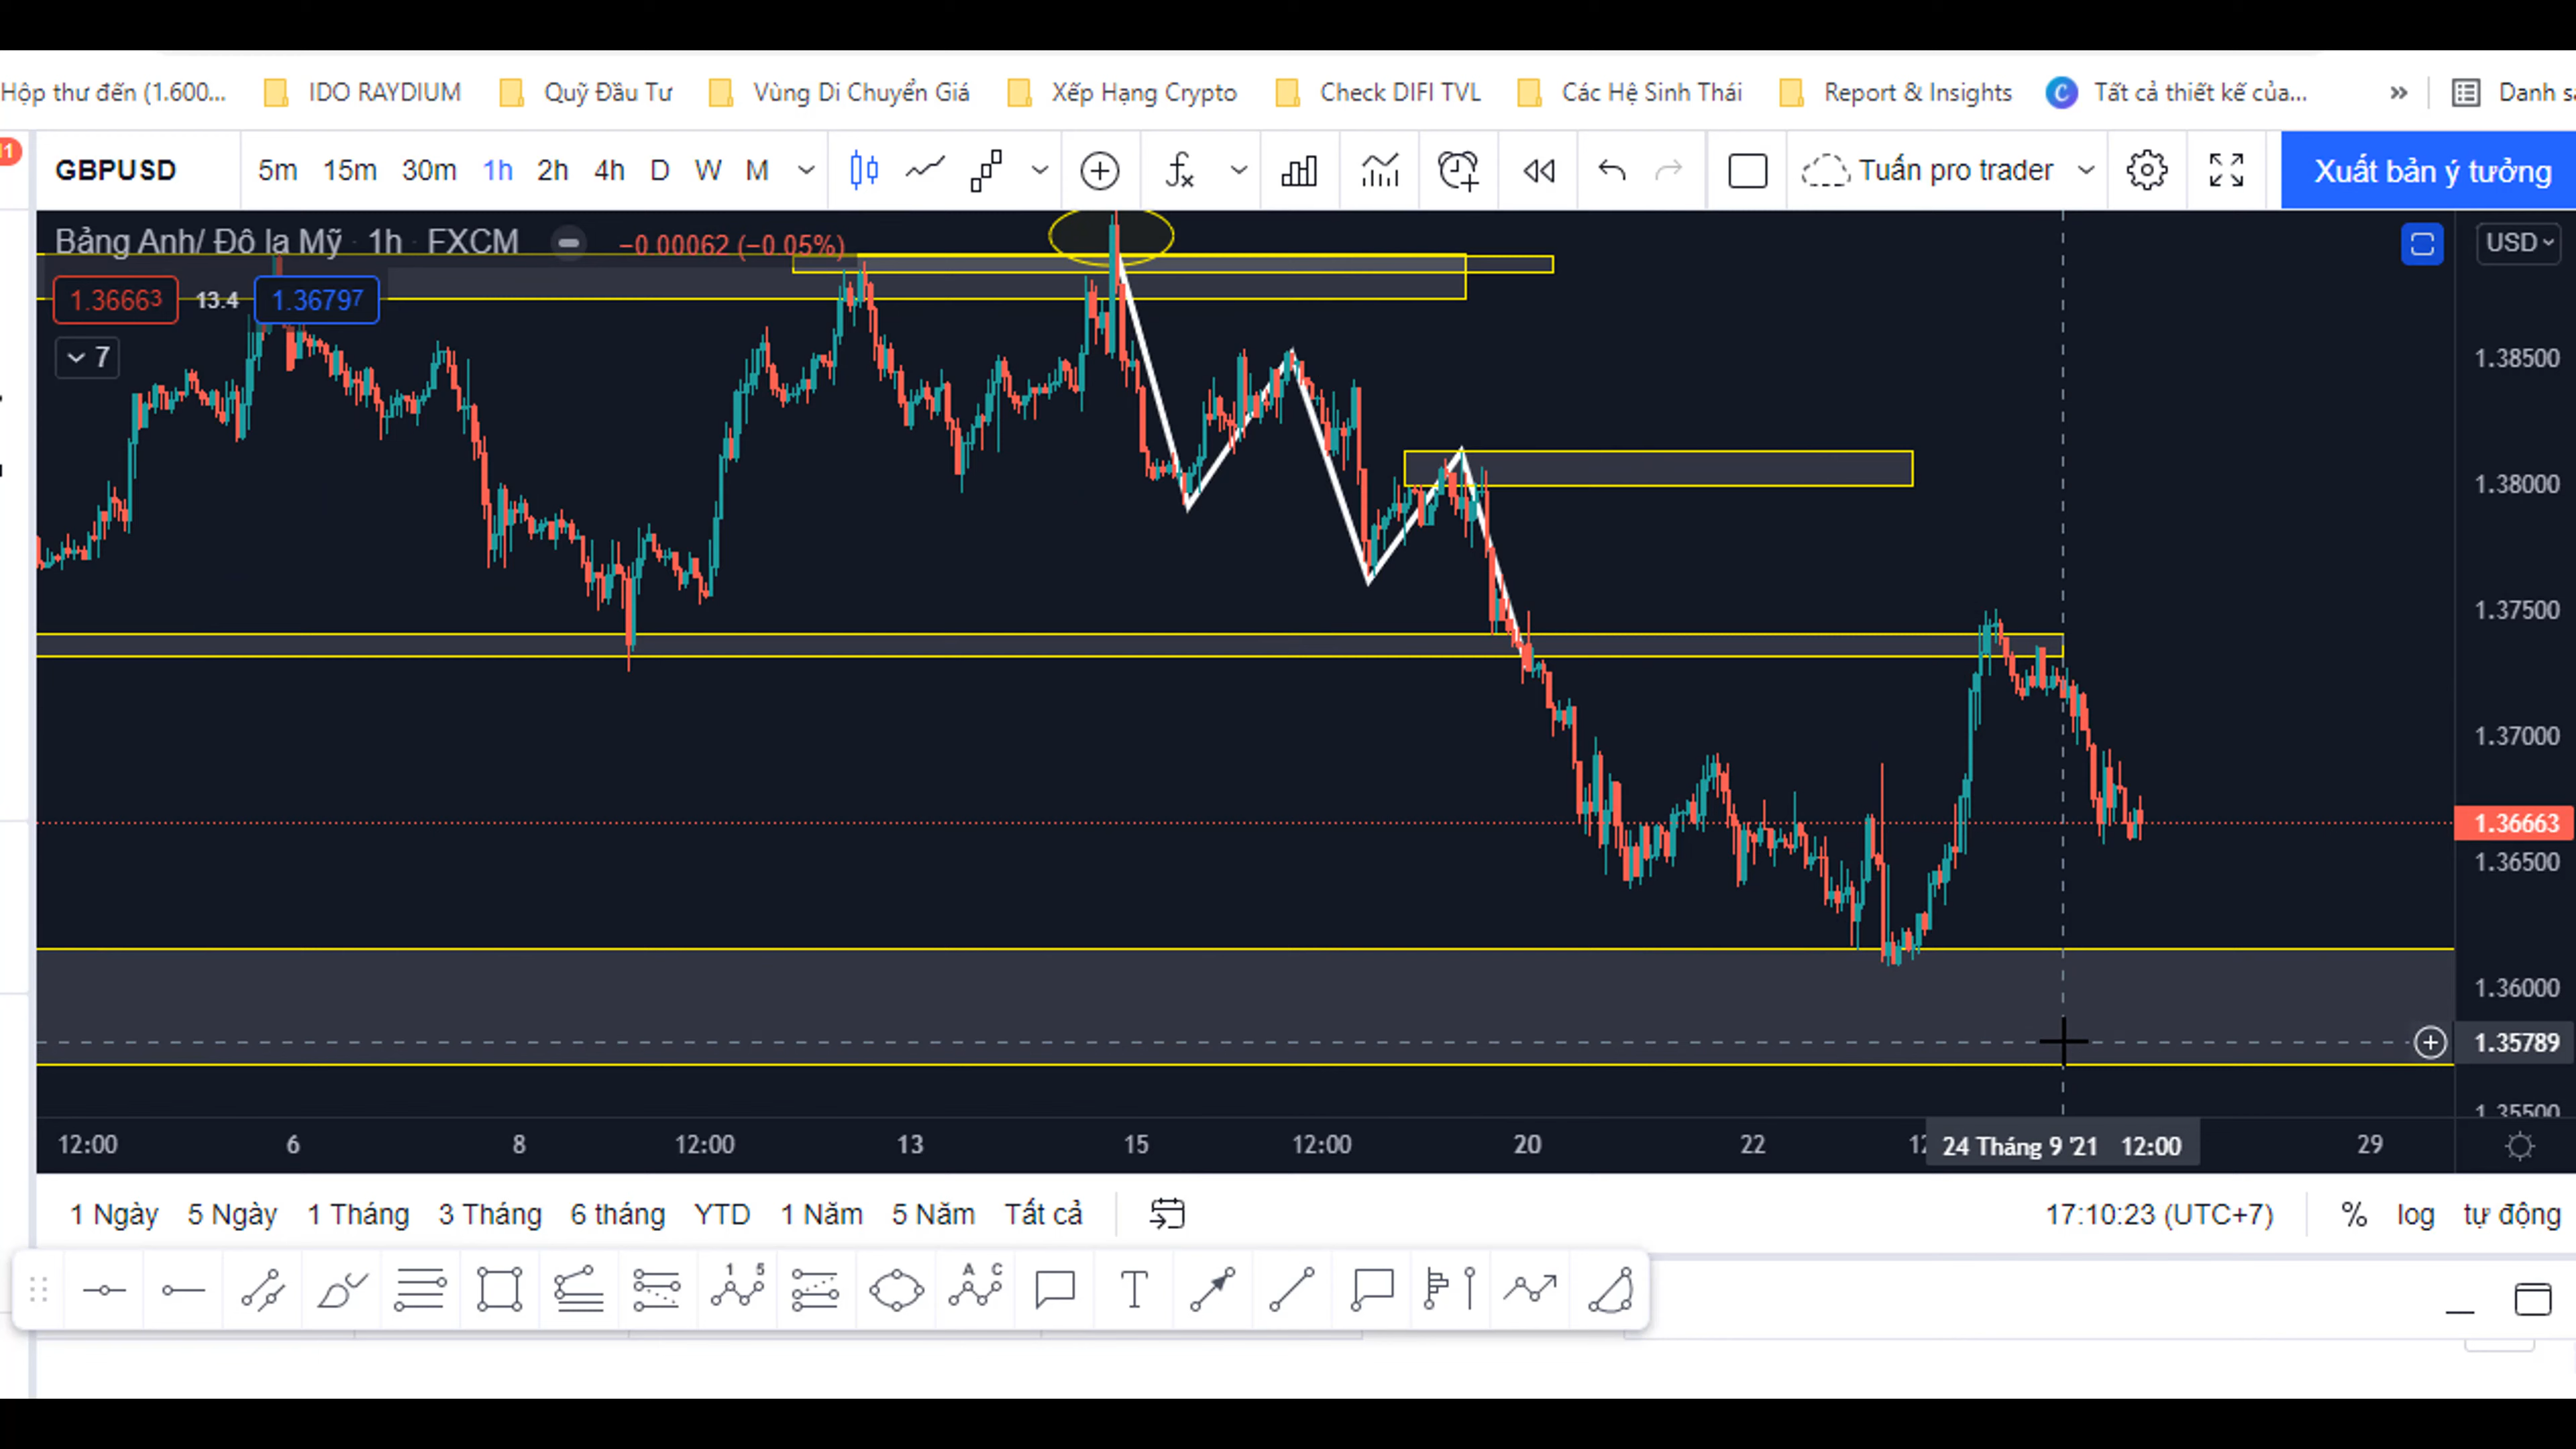 Hộp thư đến (1.600... IDO RAYDIUM Quỹ Đầu Tư Vùng Di Chuyển Giá Xếp Hạng Crypto Check DIFI TVL Các Hệ Sinh Thái Report & Insights Tất cả thiết kế của... »
GBPUSD 5m 15m 30m 1h 2h 4h D W M Tuấn pro trader Xuất bản ý tưởng
Bảng Anh/ Đô la Mỹ · 1h · FXCM −0.00062 (−0.05%) USD
1.36663 13.4 1.36797
7
1.38500
1.38000
1.37500
1.37000
1.36663
1.36500
1.36000
1.35789
1.35500
12:00 6 8 12:00 13 15 12:00 20 22 24 Tháng 9 '21 12:00 29
1 Ngày 5 Ngày 1 Tháng 3 Tháng 6 tháng YTD 1 Năm 5 Năm Tất cả 17:10:23 (UTC+7) % log tự động
1 5 A C T